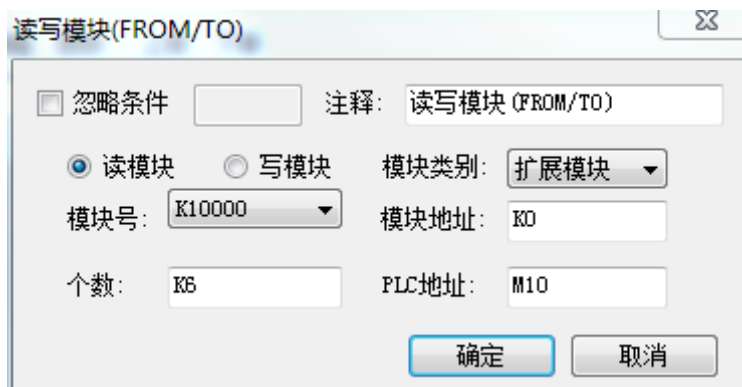 读写模块(FROM/TO)
忽略条件 注释: 读写模块(FROM/TO)
读模块 写模块 模块类别: 扩展模块
模块号: K10000 模块地址: K0
个数: K6 PLC地址: M10
确定 取消